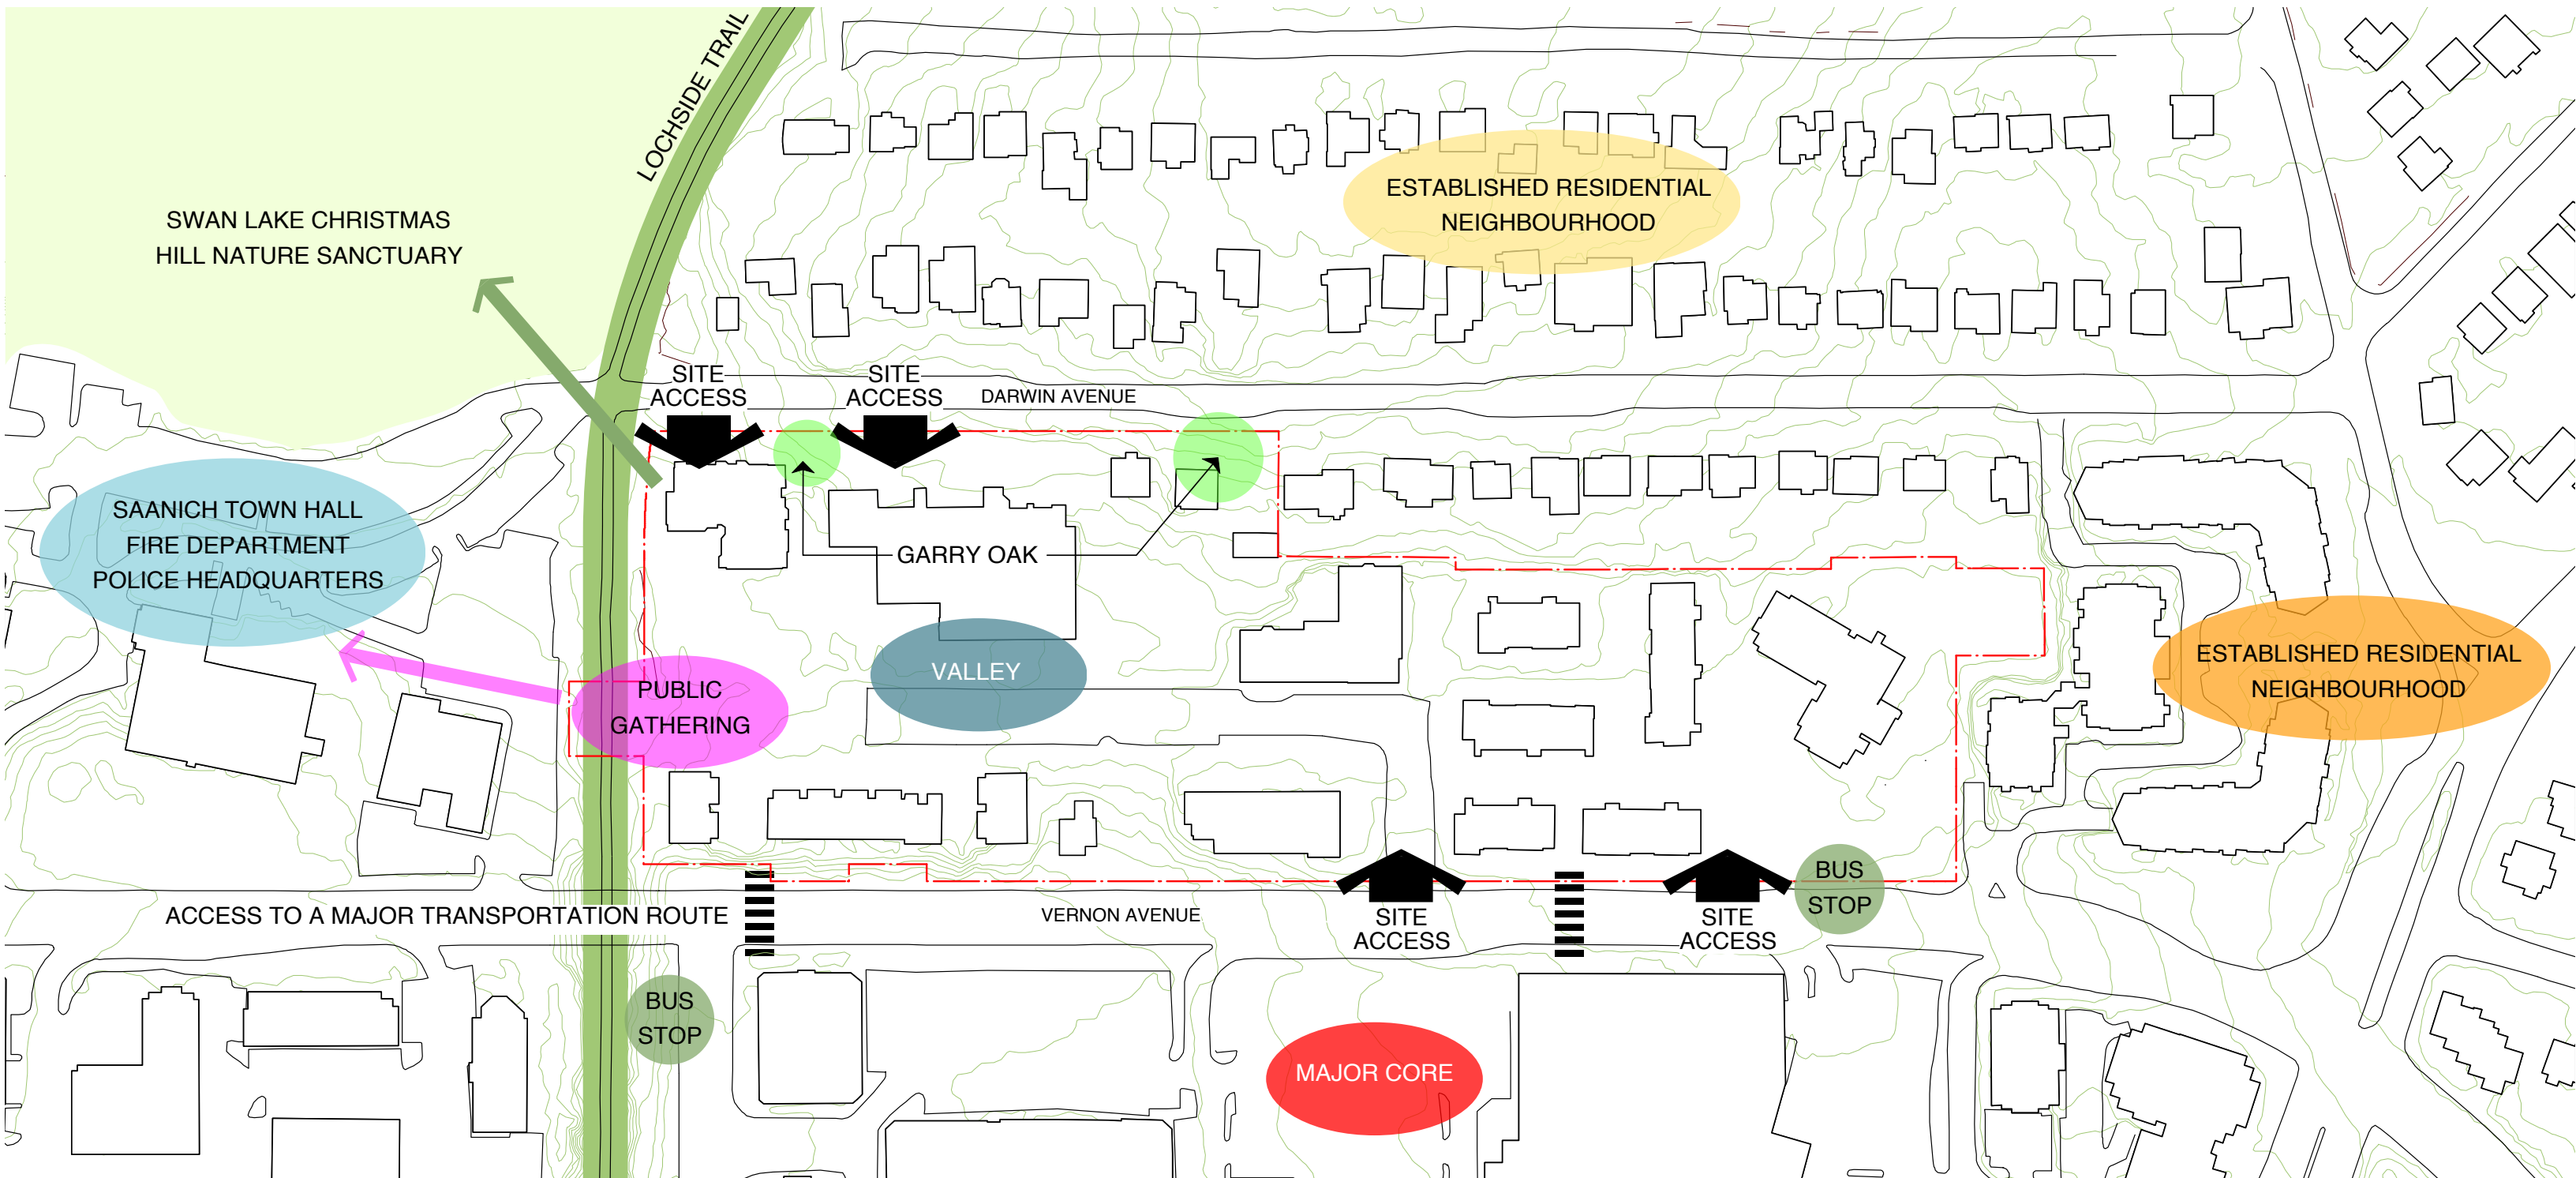 LOCHSIDE TRAIL
SWAN LAKE CHRISTMAS
HILL NATURE SANCTUARY
ESTABLISHED RESIDENTIAL
NEIGHBOURHOOD
SITE
ACCESS
SITE
ACCESS
DARWIN AVENUE
SAANICH TOWN HALL
FIRE DEPARTMENT
POLICE HEADQUARTERS
GARRY OAK
VALLEY
PUBLIC
GATHERING
ESTABLISHED RESIDENTIAL
NEIGHBOURHOOD
BUS
STOP
ACCESS TO A MAJOR TRANSPORTATION ROUTE
VERNON AVENUE
SITE
ACCESS
SITE
ACCESS
BUS
STOP
MAJOR CORE